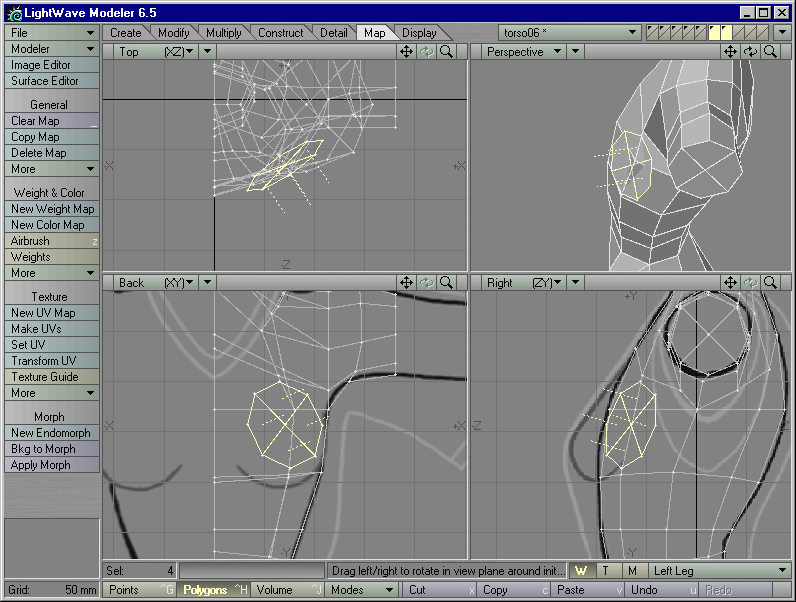 LightWave Modeler 6.5
File
Create Modify Multiply Construct Detail Map Display
torso06 *
Modeler
Image Editor
Surface Editor
General
Clear Map _
Copy Map
Delete Map
More
Weight & Color
New Weight Map
New Color Map
Airbrush z
Weights
More
Texture
New UV Map
Make UVs
Set UV
Transform UV
Texture Guide
More
Morph
New Endomorph
Bkg to Morph
Apply Morph
Top (XZ)
-X +X
-Z
Perspective
Back (XY)
+Y
-X +X
-Y
Right (ZY)
+Y
-Z Z
-Y
Sel: 4
Drag left/right to rotate in view plane around init...
W T M Left Leg
Grid: 50 mm
Points ^G Polygons ^H Volume ^J Modes Cut x Copy c Paste v Undo u Redo